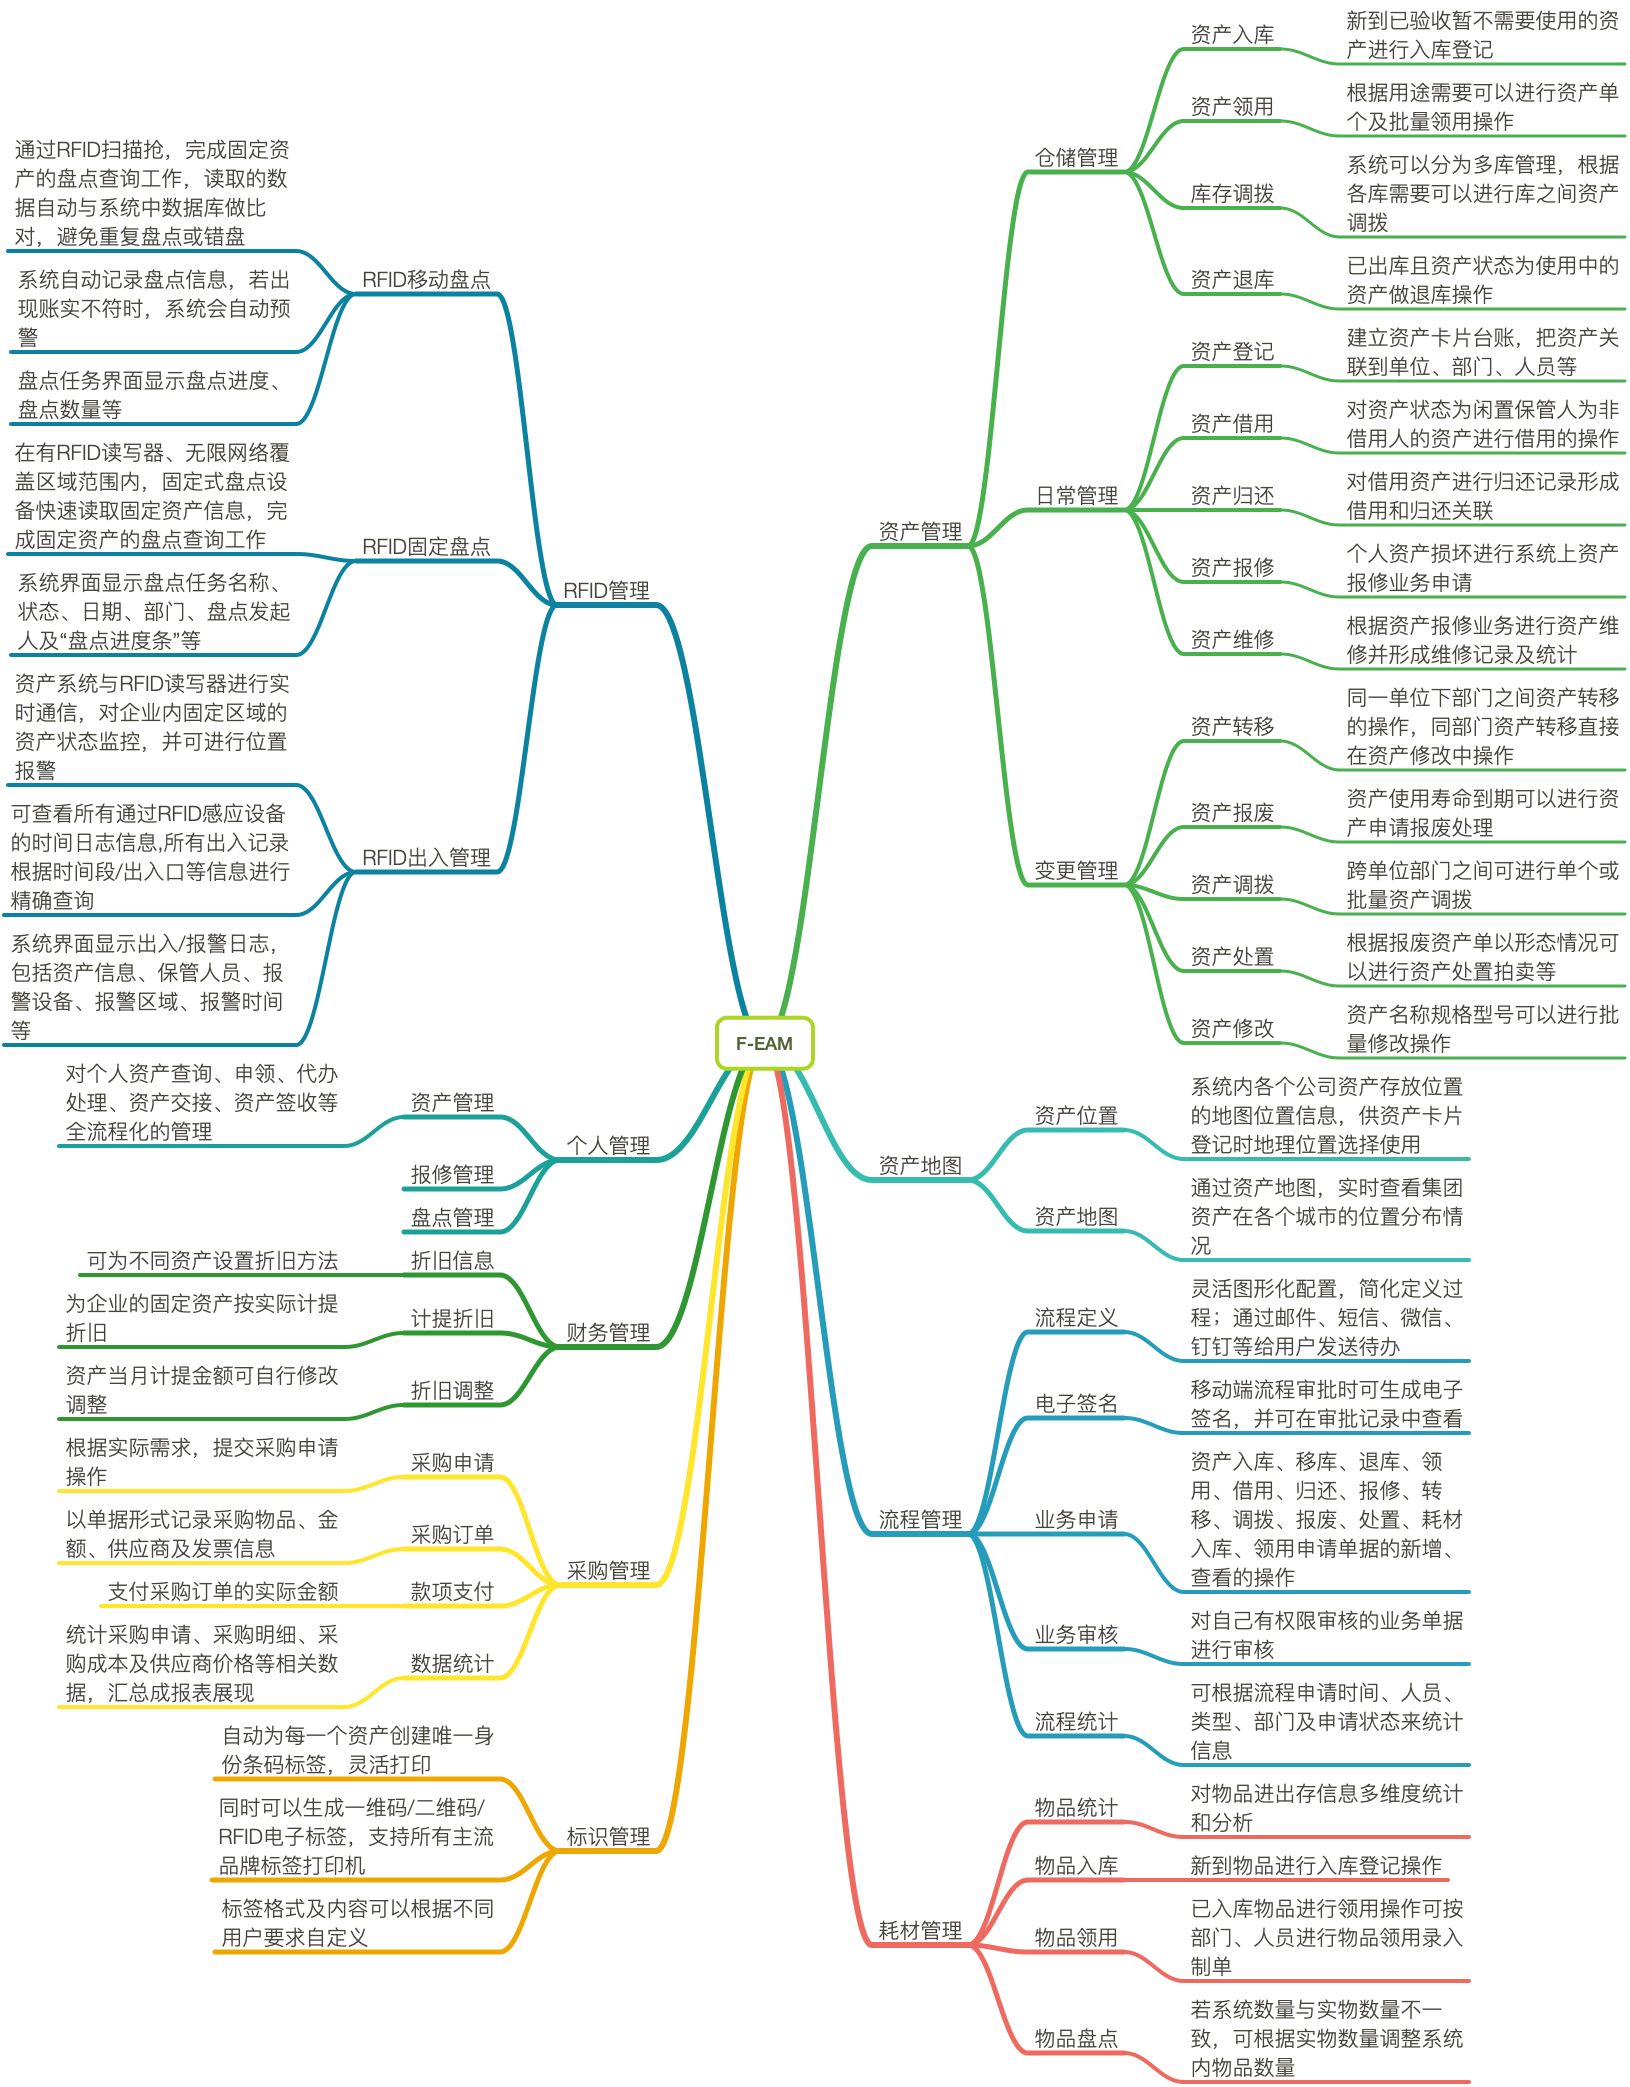 F-EAM
资产管理
仓储管理
资产入库
新到已验收暂不需要使用的资
产进行入库登记
资产领用
根据用途需要可以进行资产单
个及批量领用操作
库存调拨
系统可以分为多库管理，根据
各库需要可以进行库之间资产
调拨
资产退库
已出库且资产状态为使用中的
资产做退库操作
日常管理
资产登记
建立资产卡片台账，把资产关
联到单位、部门、人员等
资产借用
对资产状态为闲置保管人为非
借用人的资产进行借用的操作
资产归还
对借用资产进行归还记录形成
借用和归还关联
资产报修
个人资产损坏进行系统上资产
报修业务申请
资产维修
根据资产报修业务进行资产维
修并形成维修记录及统计
变更管理
资产转移
同一单位下部门之间资产转移
的操作，同部门资产转移直接
在资产修改中操作
资产报废
资产使用寿命到期可以进行资
产申请报废处理
资产调拨
跨单位部门之间可进行单个或
批量资产调拨
资产处置
根据报废资产单以形态情况可
以进行资产处置拍卖等
资产修改
资产名称规格型号可以进行批
量修改操作
资产地图
资产位置
系统内各个公司资产存放位置
的地图位置信息，供资产卡片
登记时地理位置选择使用
资产地图
通过资产地图，实时查看集团
资产在各个城市的位置分布情
况
流程管理
流程定义
灵活图形化配置，简化定义过
程；通过邮件、短信、微信、
钉钉等给用户发送待办
电子签名
移动端流程审批时可生成电子
签名，并可在审批记录中查看
业务申请
资产入库、移库、退库、领
用、借用、归还、报修、转
移、调拨、报废、处置、耗材
入库、领用申请单据的新增、
查看的操作
业务审核
对自己有权限审核的业务单据
进行审核
流程统计
可根据流程申请时间、人员、
类型、部门及申请状态来统计
信息
耗材管理
物品统计
对物品进出存信息多维度统计
和分析
物品入库
新到物品进行入库登记操作
物品领用
已入库物品进行领用操作可按
部门、人员进行物品领用录入
制单
物品盘点
若系统数量与实物数量不一
致，可根据实物数量调整系统
内物品数量
RFID管理
RFID移动盘点
通过RFID扫描抢，完成固定资
产的盘点查询工作，读取的数
据自动与系统中数据库做比
对，避免重复盘点或错盘
系统自动记录盘点信息，若出
现账实不符时，系统会自动预
警
盘点任务界面显示盘点进度、
盘点数量等
RFID固定盘点
在有RFID读写器、无限网络覆
盖区域范围内，固定式盘点设
备快速读取固定资产信息，完
成固定资产的盘点查询工作
系统界面显示盘点任务名称、
状态、日期、部门、盘点发起
人及“盘点进度条”等
RFID出入管理
资产系统与RFID读写器进行实
时通信，对企业内固定区域的
资产状态监控，并可进行位置
报警
可查看所有通过RFID感应设备
的时间日志信息,所有出入记录
根据时间段/出入口等信息进行
精确查询
系统界面显示出入/报警日志，
包括资产信息、保管人员、报
警设备、报警区域、报警时间
等
个人管理
资产管理
对个人资产查询、申领、代办
处理、资产交接、资产签收等
全流程化的管理
报修管理
盘点管理
财务管理
折旧信息
可为不同资产设置折旧方法
计提折旧
为企业的固定资产按实际计提
折旧
折旧调整
资产当月计提金额可自行修改
调整
采购管理
采购申请
根据实际需求，提交采购申请
操作
采购订单
以单据形式记录采购物品、金
额、供应商及发票信息
款项支付
支付采购订单的实际金额
数据统计
统计采购申请、采购明细、采
购成本及供应商价格等相关数
据，汇总成报表展现
标识管理
自动为每一个资产创建唯一身
份条码标签，灵活打印
同时可以生成一维码/二维码/
RFID电子标签，支持所有主流
品牌标签打印机
标签格式及内容可以根据不同
用户要求自定义